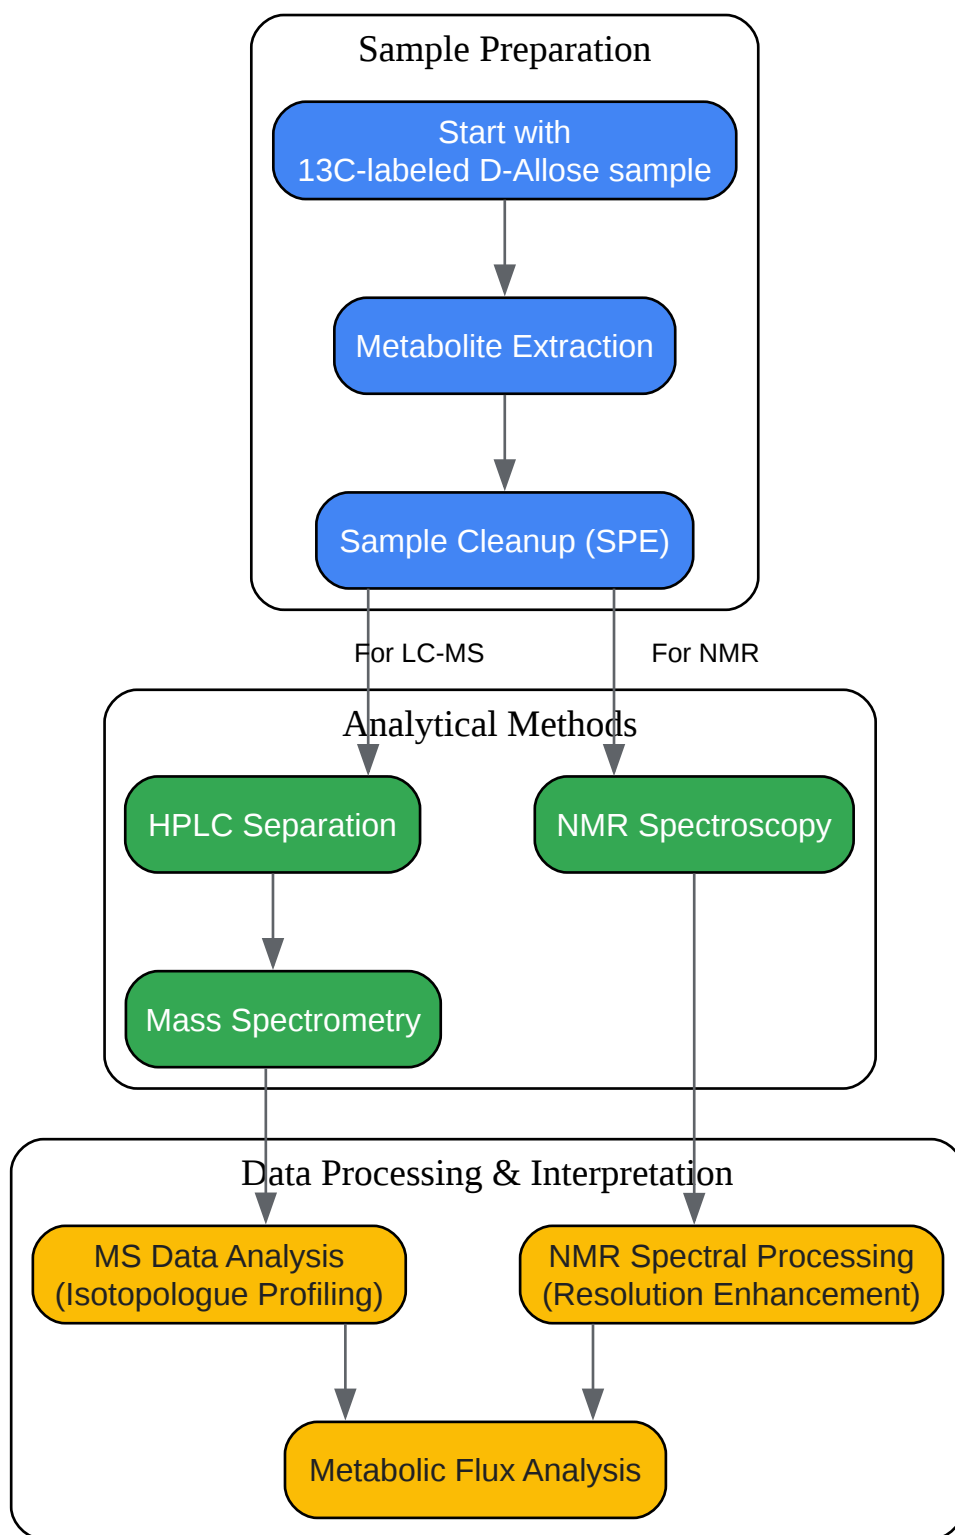 Sample Preparation
Start with
13C-labeled D-Allose sample
Metabolite Extraction
Sample Cleanup (SPE)
For LC-MS
For NMR
Analytical Methods
HPLC Separation
NMR Spectroscopy
Mass Spectrometry
Data Processing & Interpretation
MS Data Analysis
(Isotopologue Profiling)
NMR Spectral Processing
(Resolution Enhancement)
Metabolic Flux Analysis